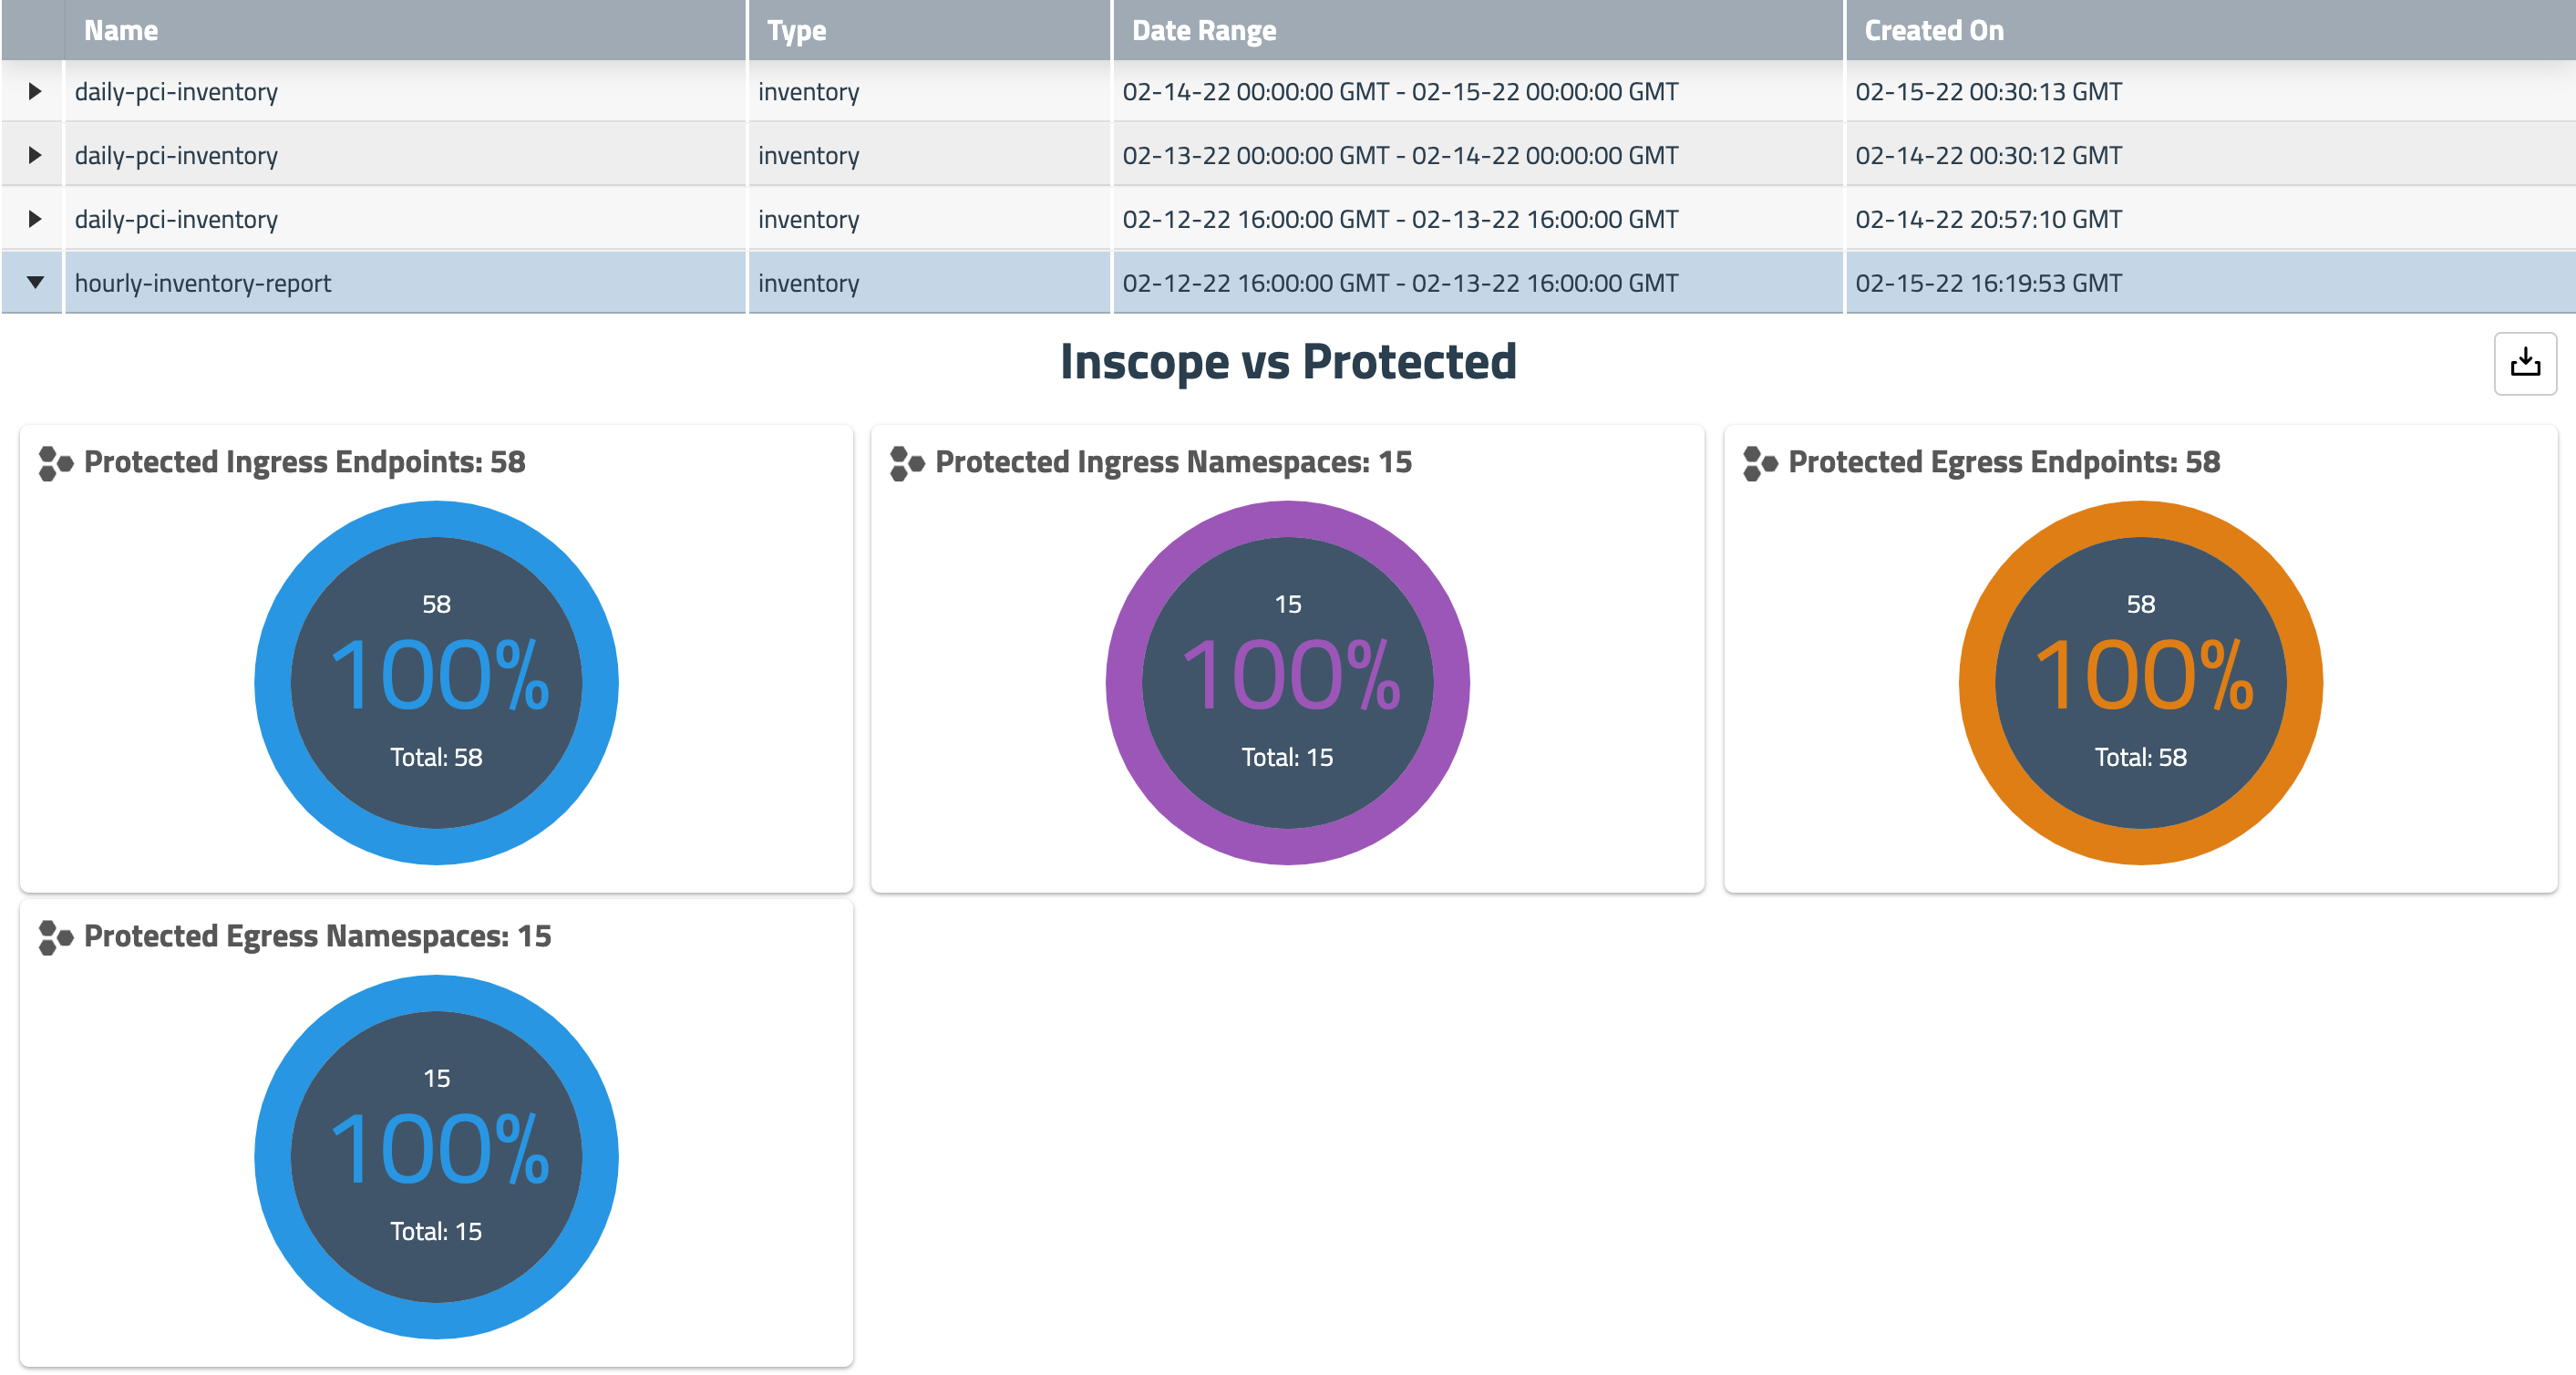 Name Type Date Range Created On
daily-pci-inventory inventory 02-14-22 00:00:00 GMT - 02-15-22 00:00:00 GMT 02-15-22 00:30:13 GMT
daily-pci-inventory inventory 02-13-22 00:00:00 GMT - 02-14-22 00:00:00 GMT 02-14-22 00:30:12 GMT
daily-pci-inventory inventory 02-12-22 16:00:00 GMT - 02-13-22 16:00:00 GMT 02-14-22 20:57:10 GMT
hourly-inventory-report inventory 02-12-22 16:00:00 GMT - 02-13-22 16:00:00 GMT 02-15-22 16:19:53 GMT
Inscope vs Protected
Protected Ingress Endpoints: 58
58
100%
Total: 58
Protected Ingress Namespaces: 15
15
100%
Total: 15
Protected Egress Endpoints: 58
58
100%
Total: 58
Protected Egress Namespaces: 15
15
100%
Total: 15